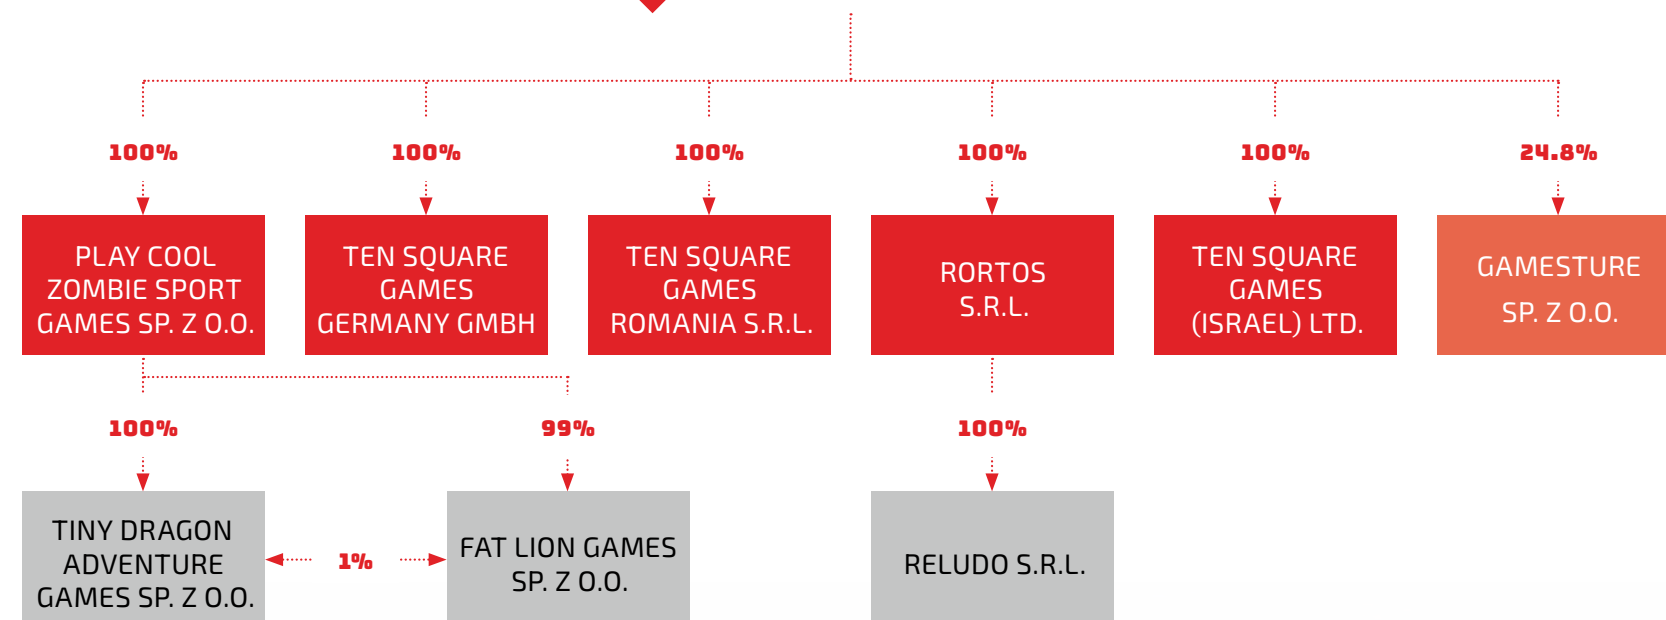 100%
100%
100%
100%
100%
24.8%
PLAY COOL
ZOMBIE SPORT
GAMES SP. Z O.O.
TEN SQUARE
GAMES
GERMANY GMBH
TEN SQUARE
GAMES
ROMANIA S.R.L.
RORTOS
S.R.L.
TEN SQUARE
GAMES
(ISRAEL) LTD.
GAMESTURE
SP. Z O.O.
100%
99%
100%
TINY DRAGON
ADVENTURE
GAMES SP. Z O.O.
1%
FAT LION GAMES
SP. Z O.O.
RELUDO S.R.L.